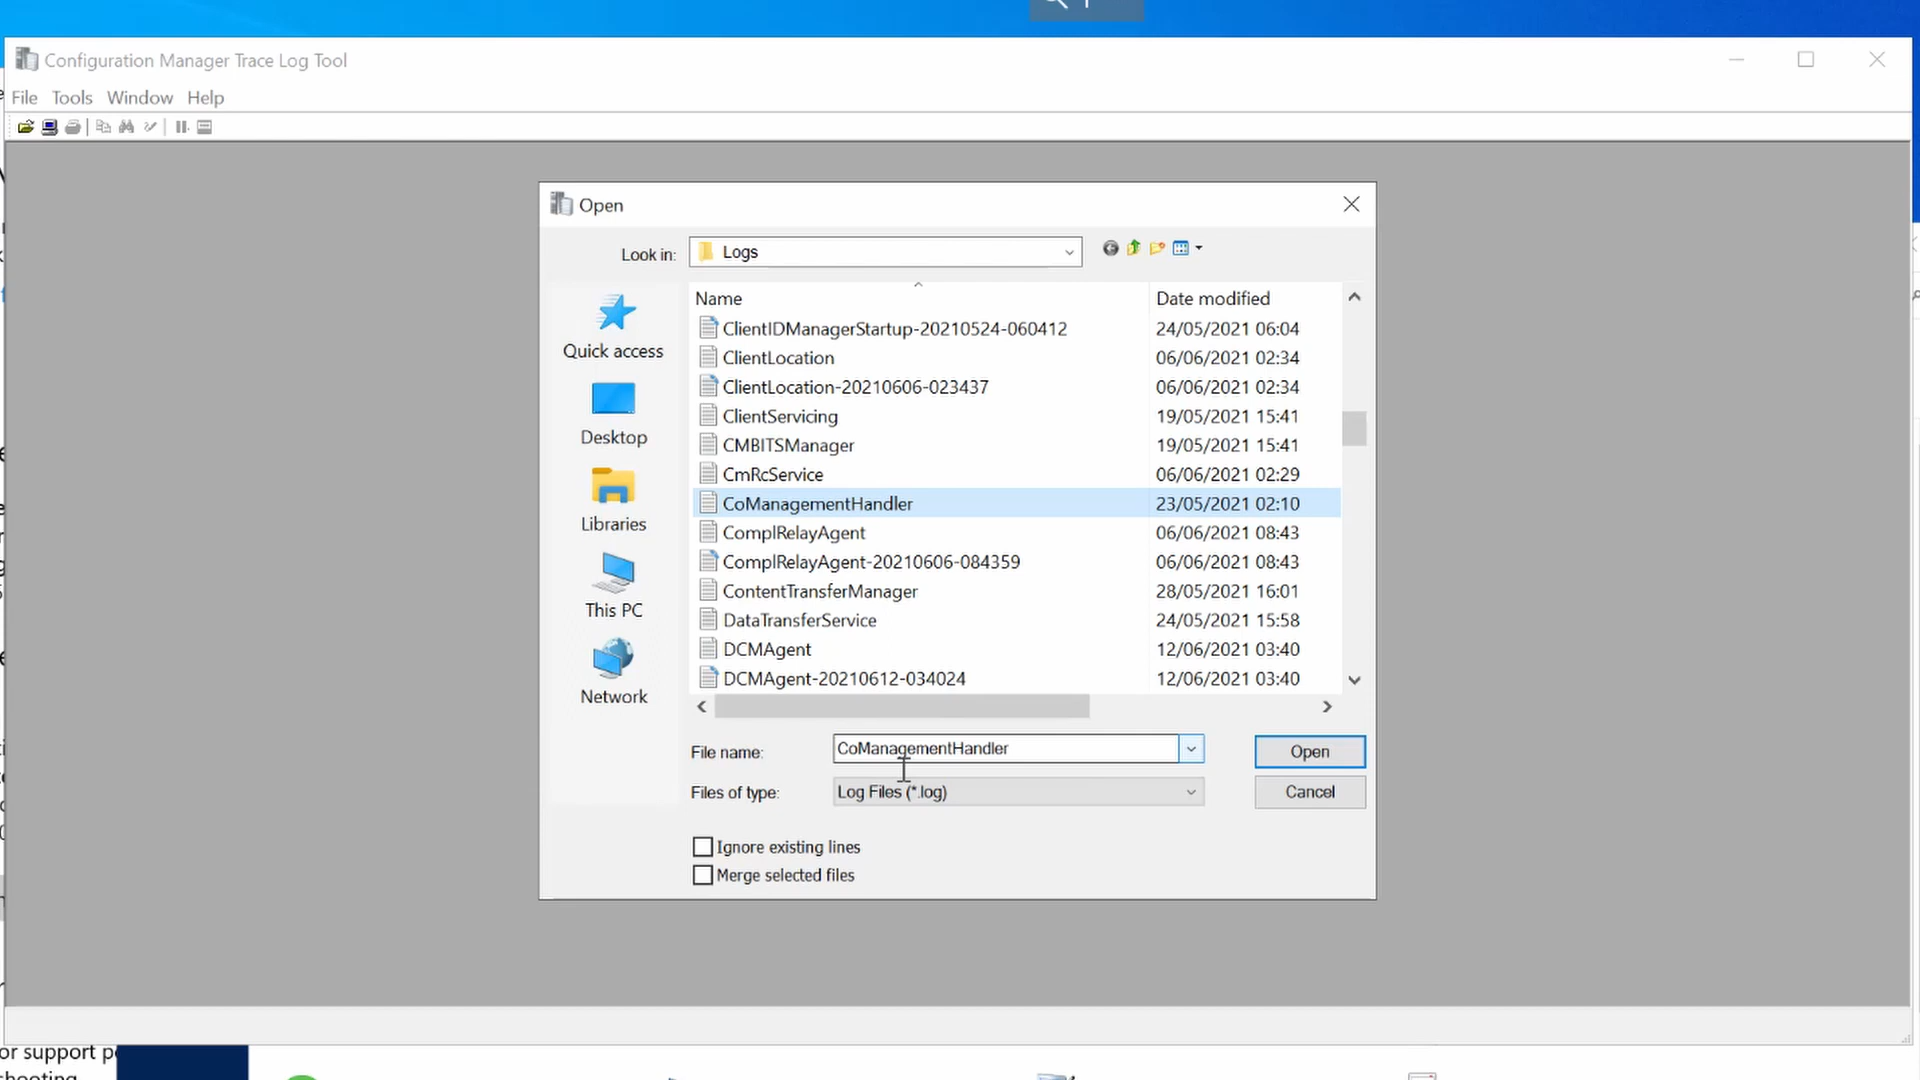 Configuration Manager Trace Log Tool
File Tools Window Help
Open
Look in: Logs
Name Date modified
ClientIDManagerStartup-20210524-060412 24/05/2021 06:04
ClientLocation 06/06/2021 02:34
ClientLocation-20210606-023437 06/06/2021 02:34
ClientServicing 19/05/2021 15:41
CMBITSManager 19/05/2021 15:41
CmRcService 06/06/2021 02:29
CoManagementHandler 23/05/2021 02:10
ComplRelayAgent 06/06/2021 08:43
ComplRelayAgent-20210606-084359 06/06/2021 08:43
ContentTransferManager 28/05/2021 16:01
DataTransferService 24/05/2021 15:58
DCMAgent 12/06/2021 03:40
DCMAgent-20210612-034024 12/06/2021 03:40
Quick access
Desktop
Libraries
This PC
Network
File name: CoManagementHandler Open
Files of type: Log Files (*.log) Cancel
Ignore existing lines
Merge selected files
or support